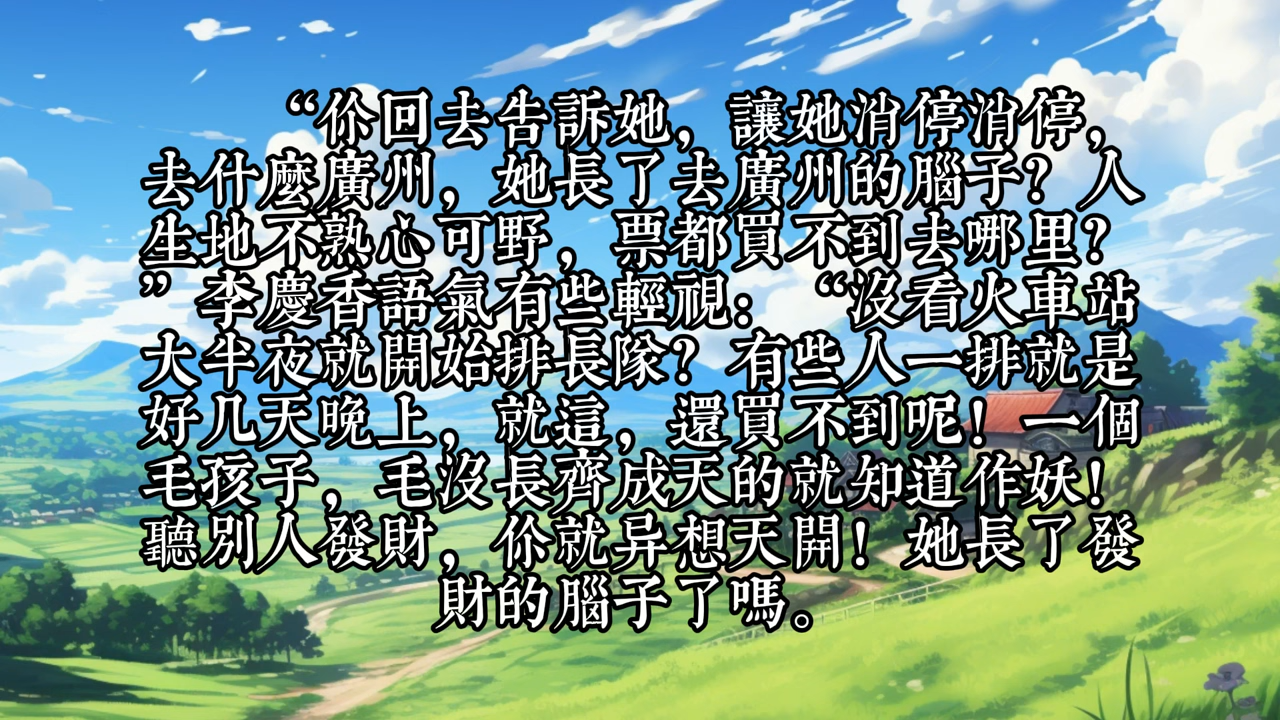 “你回去告訴她，讓她消停消停，
去什麼廣州，她長了去廣州的腦子？人
生地不熟心可野，票都買不到去哪里？
”李慶香語氣有些輕視：“沒看火車站
大半夜就開始排長隊？有些人一排就是
好几天晚上，就這，還買不到呢！一個
毛孩子，毛沒長齊成天的就知道作妖！
聽別人發財，你就异想天開！她長了發
財的腦子了嗎。